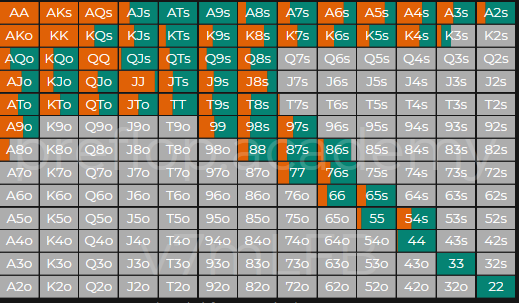 AA AKs AQs AJs ATs A9s A8s A7s A6s A5s A4s A3s A2s
AKo KK KQs KJs KTs K9s K8s K7s K6s K5s K4s K3s K2s
AQo KQo QQ QJs QTs Q9s Q8s Q7s Q6s Q5s Q4s Q3s Q2s
AJo KJo QJo JJ JTs J9s J8s J7s J6s J5s J4s J3s J2s
ATo KTo QTo JTo TT T9s T8s T7s T6s T5s T4s T3s T2s
A9o K9o Q9o J9o T9o 99 98s 97s 96s 95s 94s 93s 92s
A8o K8o Q8o J8o T8o 98o 88 87s 86s 85s 84s 83s 82s
A7o K7o Q7o J7o T7o 97o 87o 77 76s 75s 74s 73s 72s
A6o K6o Q6o J6o T6o 96o 86o 76o 66 65s 64s 63s 62s
A5o K5o Q5o J5o T5o 95o 85o 75o 65o 55 54s 53s 52s
A4o K4o Q4o J4o T4o 94o 84o 74o 64o 54o 44 43s 42s
A3o K3o Q3o J3o T3o 93o 83o 73o 63o 53o 43o 33 32s
A2o K2o Q2o J2o T2o 92o 82o 72o 62o 52o 42o 32o 22